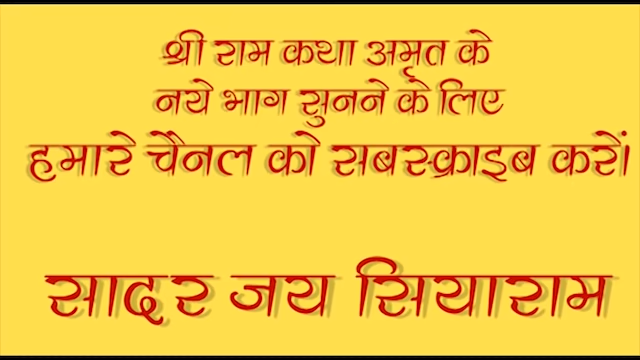 श्री राम कथा अमृत के
नये भाग सुनने के लिए
हमारे चैनल को सबस्क्राइब करों।
सादर जय सियाराम